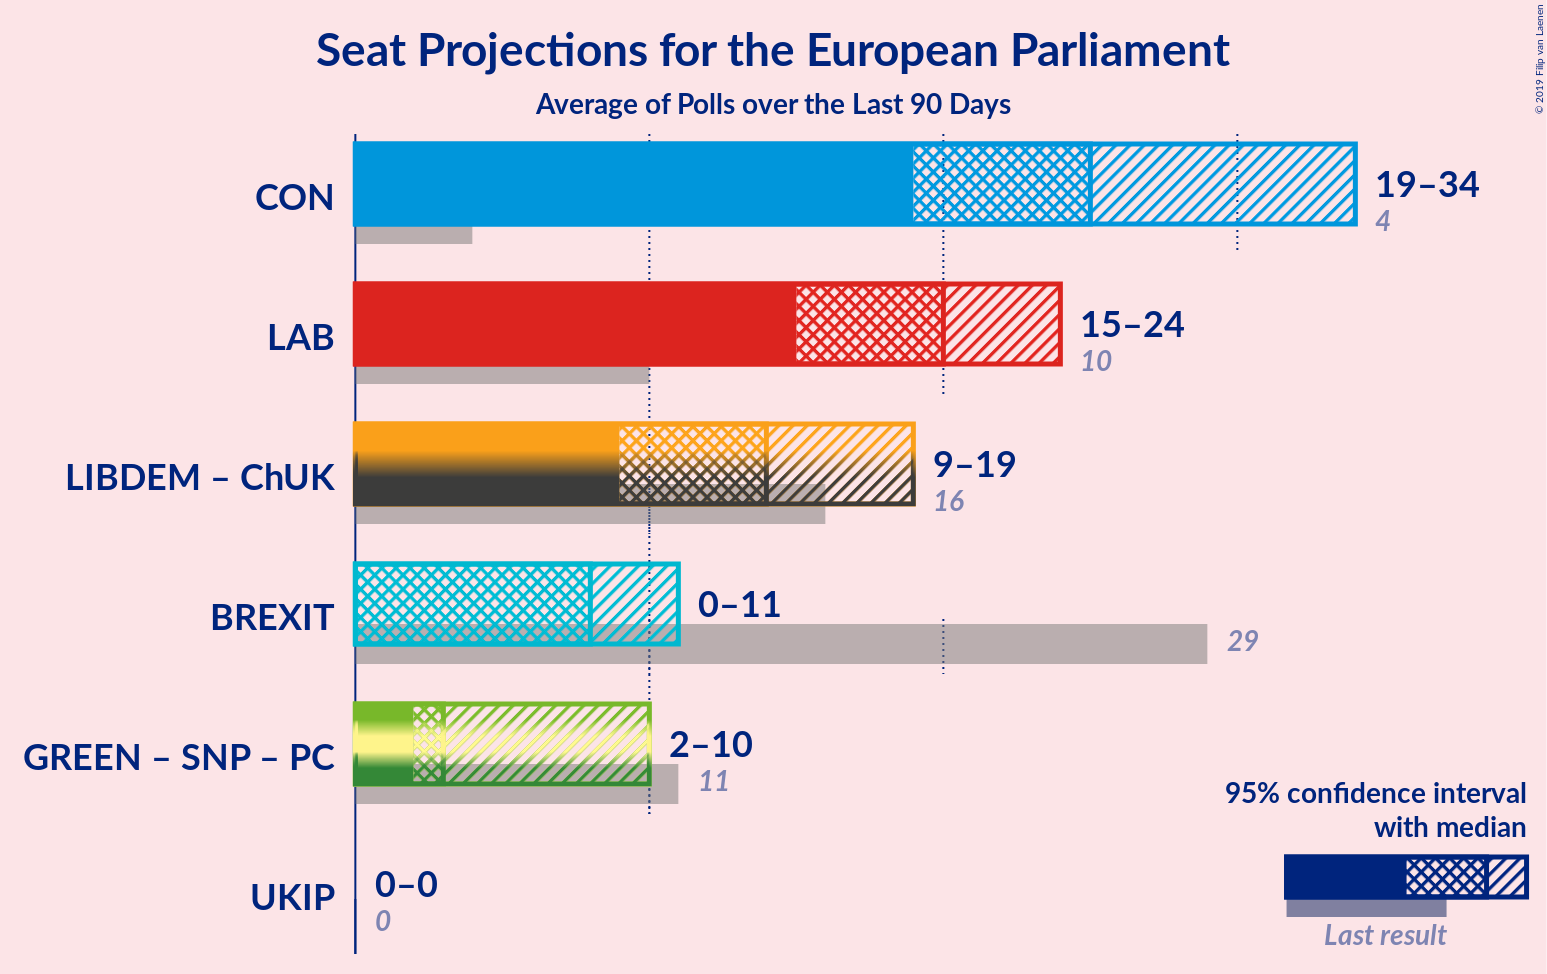 Seat Projections for the European Parliament
Average of Polls over the Last 90 Days
© 2019 Filip van Laenen
CON
19–34
4
LAB
15–24
10
LIBDEM – ChUK
9–19
16
BREXIT
0–11
29
GREEN – SNP – PC
2–10
11
UKIP
0–0
0
95% confidence interval
with median
Last result